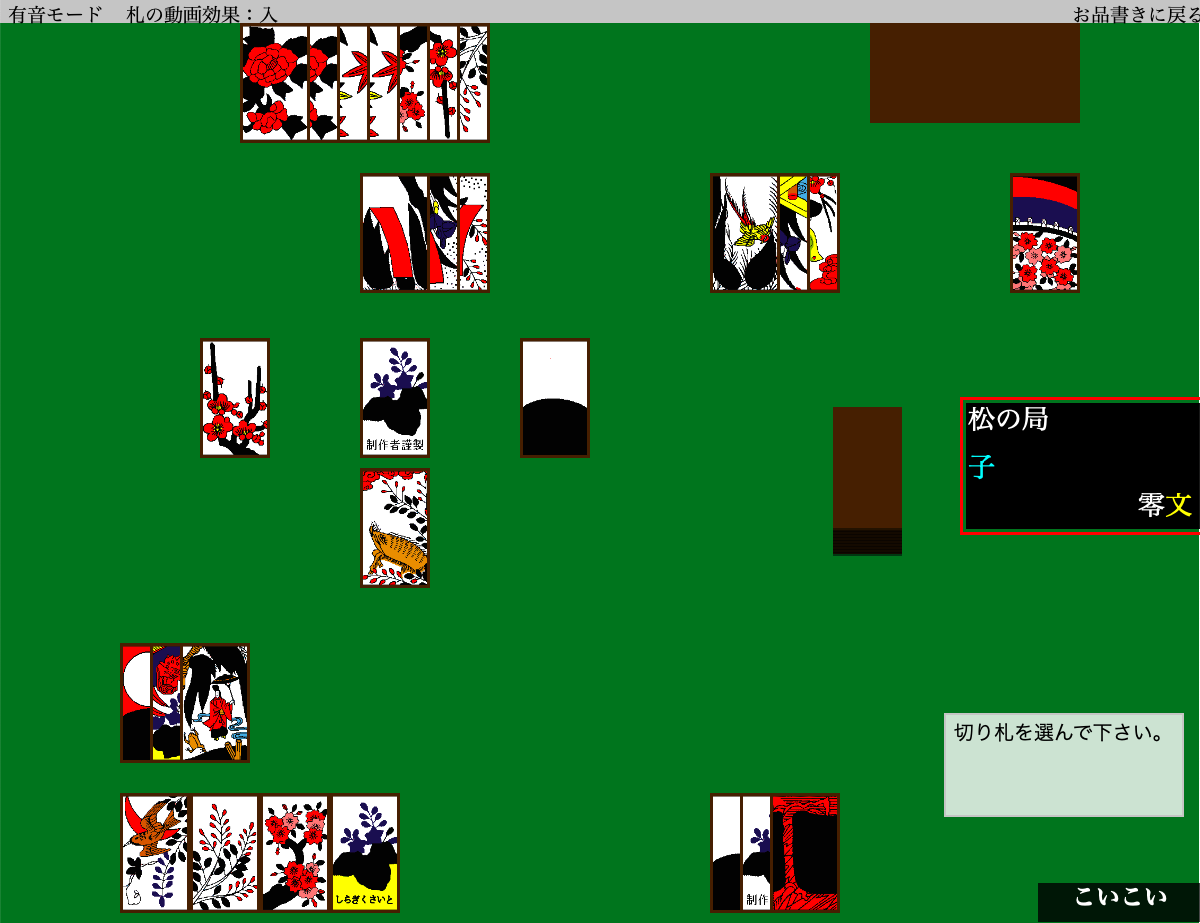 有音モード　札の動画効果：入
お品書きに戻る
制作者謹製
松の局
子
零文
切り札を選んで下さい。
しらぎくさいと
制作
こいこい